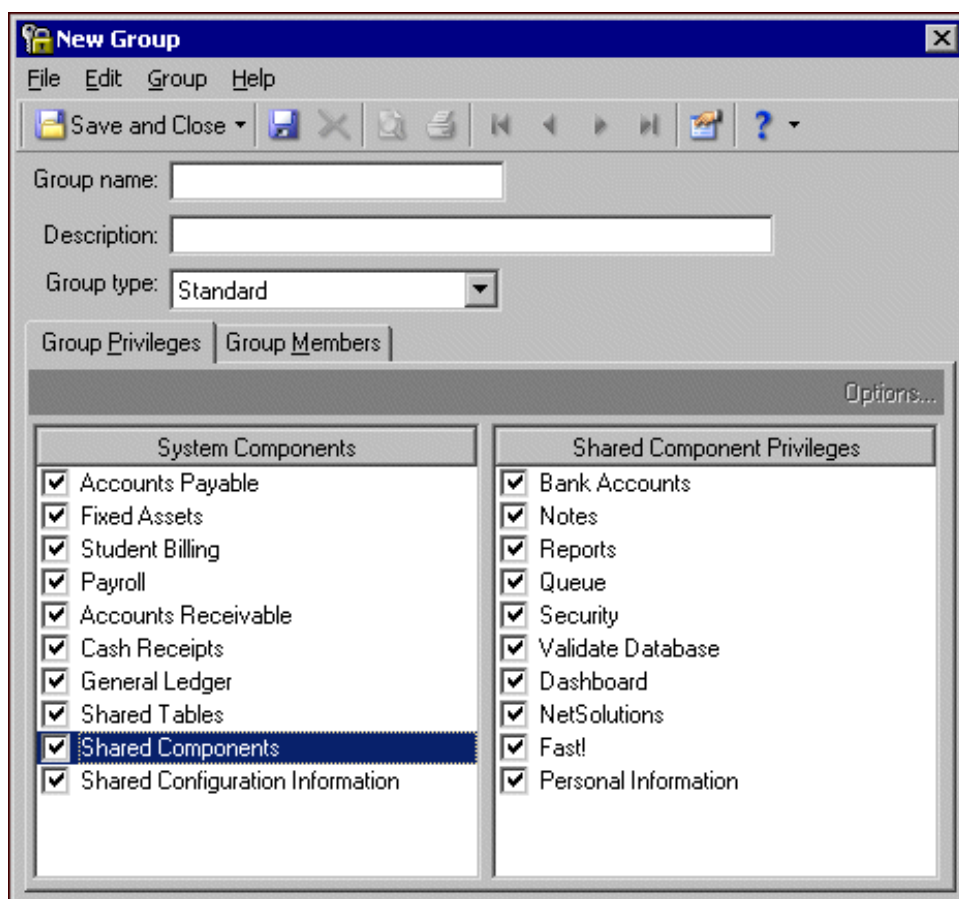 New Group
File Edit Group Help
Save and Close ?
Group name:
Description:
Group type: Standard
Group Privileges Group Members
Options...
System Components Shared Component Privileges
Accounts Payable Bank Accounts
Fixed Assets Notes
Student Billing Reports
Payroll Queue
Accounts Receivable Security
Cash Receipts Validate Database
General Ledger Dashboard
Shared Tables NetSolutions
Shared Components Fast!
Shared Configuration Information Personal Information